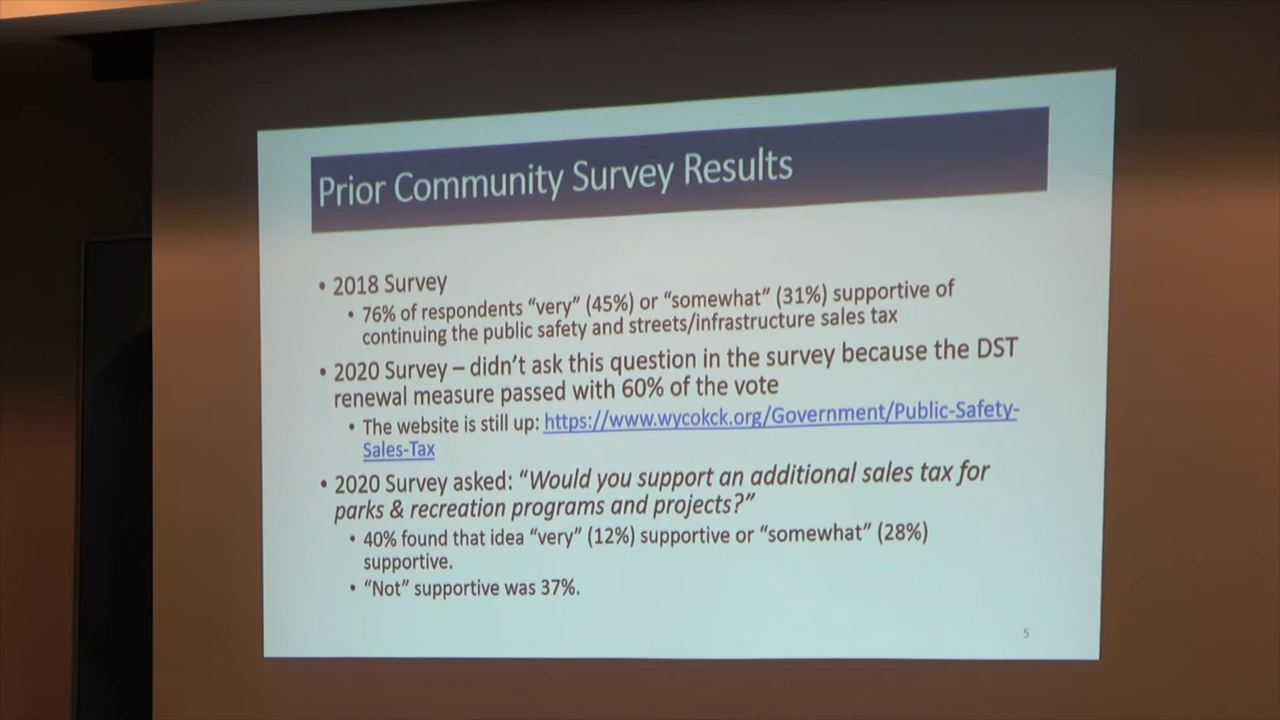 Prior Community Survey Results
• 2018 Survey
• 76% of respondents “very” (45%) or “somewhat” (31%) supportive of
continuing the public safety and streets/infrastructure sales tax
• 2020 Survey – didn’t ask this question in the survey because the DST
renewal measure passed with 60% of the vote
• The website is still up: https://www.wycokck.org/Government/Public-Safety-
Sales-Tax
• 2020 Survey asked: “Would you support an additional sales tax for
parks & recreation programs and projects?”
• 40% found that idea “very” (12%) supportive or “somewhat” (28%)
supportive.
• “Not” supportive was 37%.
5